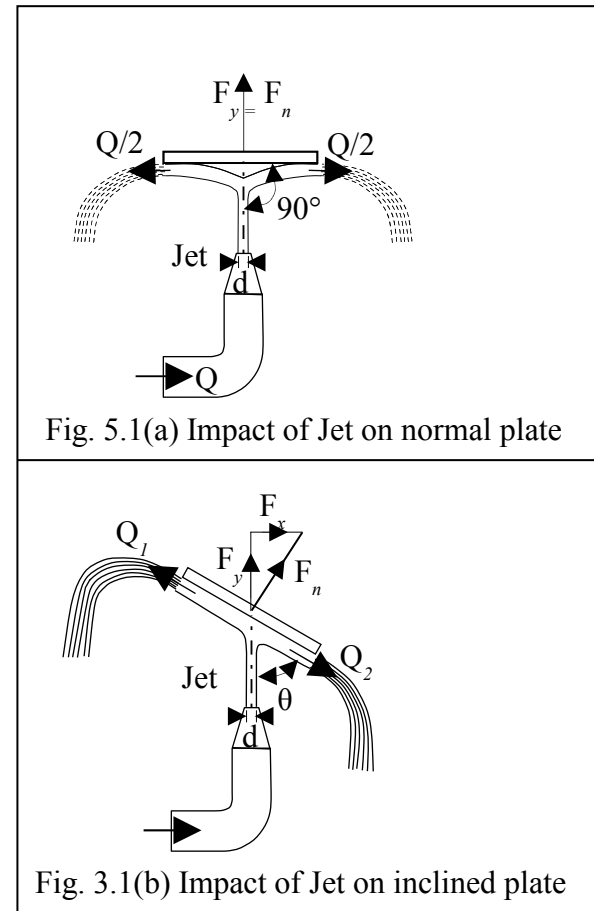 F_y = F_n
Q/2 Q/2
90°
Jet
d
Q
Fig. 5.1(a) Impact of Jet on normal plate
F_x
Q_1
F_y F_n
Q_2
Jet
θ
d
Fig. 3.1(b) Impact of Jet on inclined plate